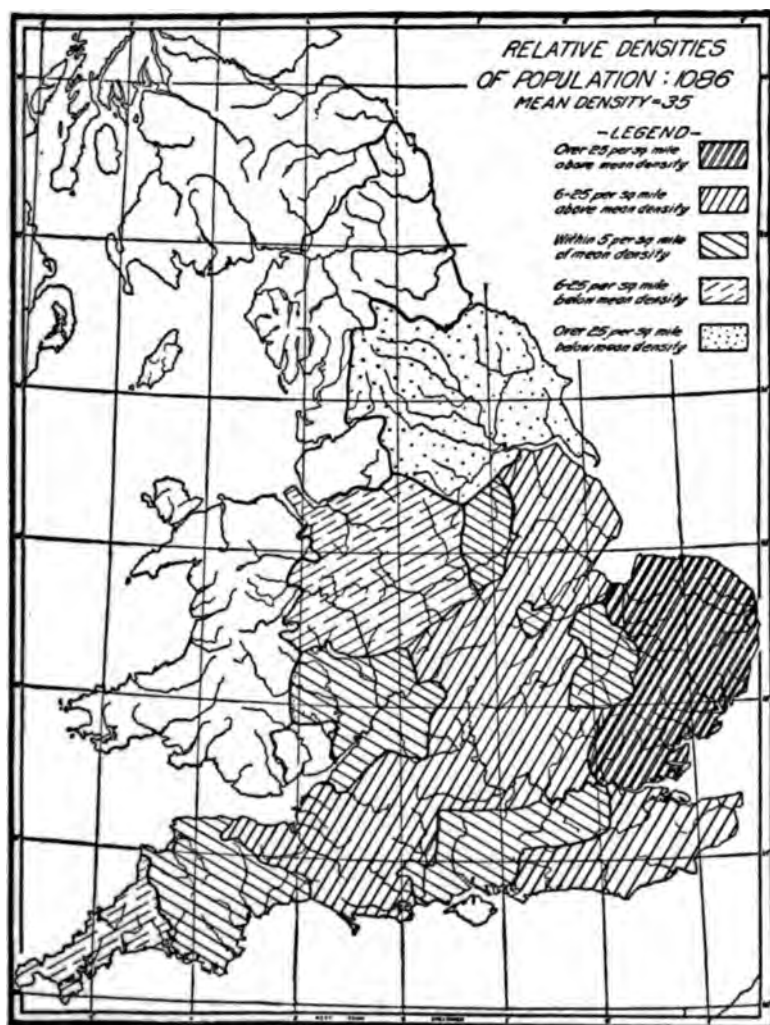 RELATIVE DENSITIES
OF POPULATION : 1086
MEAN DENSITY=35
-LEGEND-
Over 25 per sq mile
above mean density
6-25 per sq mile
above mean density
Within 5 per sq mile
of mean density
6-25 per sq mile
below mean density
Over 25 per sq mile
below mean density